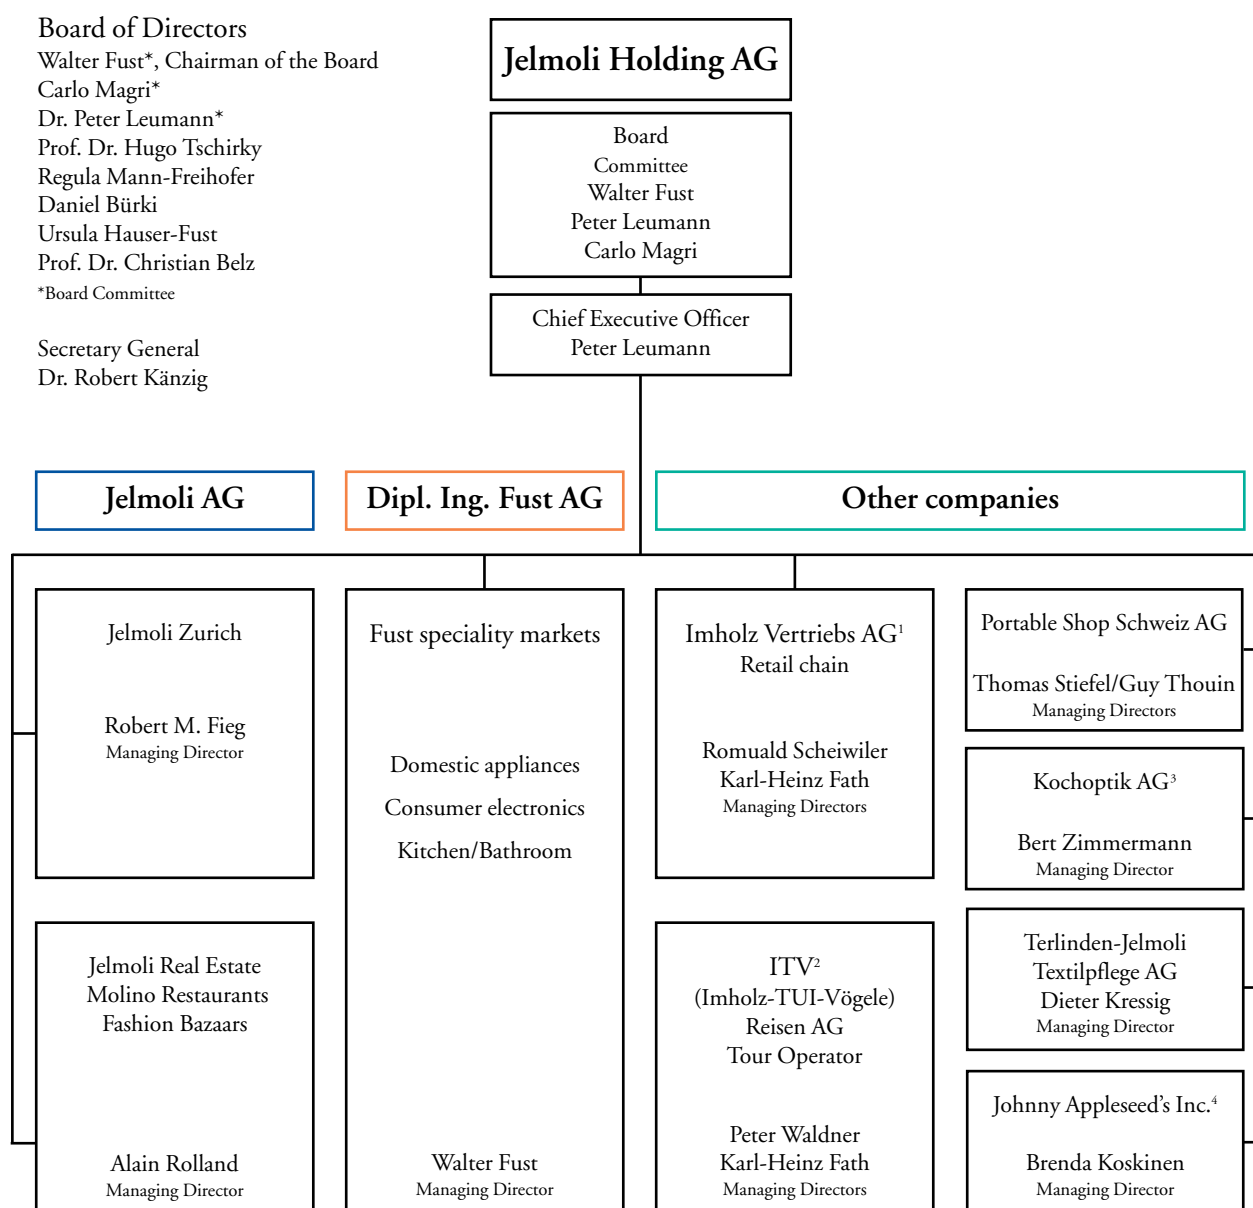 Board of Directors
Walter Fust*, Chairman of the Board
Carlo Magri*
Dr. Peter Leumann*
Prof. Dr. Hugo Tschirky
Regula Mann-Freihofer
Daniel Bürki
Ursula Hauser-Fust
Prof. Dr. Christian Belz
*Board Committee
Secretary General
Dr. Robert Känzig
Jelmoli Holding AG
Board
Committee
Walter Fust
Peter Leumann
Carlo Magri
Chief Executive Officer
Peter Leumann
Jelmoli AG
Dipl. Ing. Fust AG
Other companies
Jelmoli Zurich
Robert M. Fieg
Managing Director
Jelmoli Real Estate
Molino Restaurants
Fashion Bazaars
Alain Rolland
Managing Director
Fust speciality markets
Domestic appliances
Consumer electronics
Kitchen/Bathroom
Walter Fust
Managing Director
Imholz Vertriebs AG¹
Retail chain
Romuald Scheiwiler
Karl-Heinz Fath
Managing Directors
ITV²
(Imholz-TUI-Vögele)
Reisen AG
Tour Operator
Peter Waldner
Karl-Heinz Fath
Managing Directors
Portable Shop Schweiz AG
Thomas Stiefel/Guy Thouin
Managing Directors
Kochoptik AG³
Bert Zimmermann
Managing Director
Terlinden-Jelmoli
Textilpflege AG
Dieter Kressig
Managing Director
Johnny Appleseed’s Inc.⁴
Brenda Koskinen
Managing Director